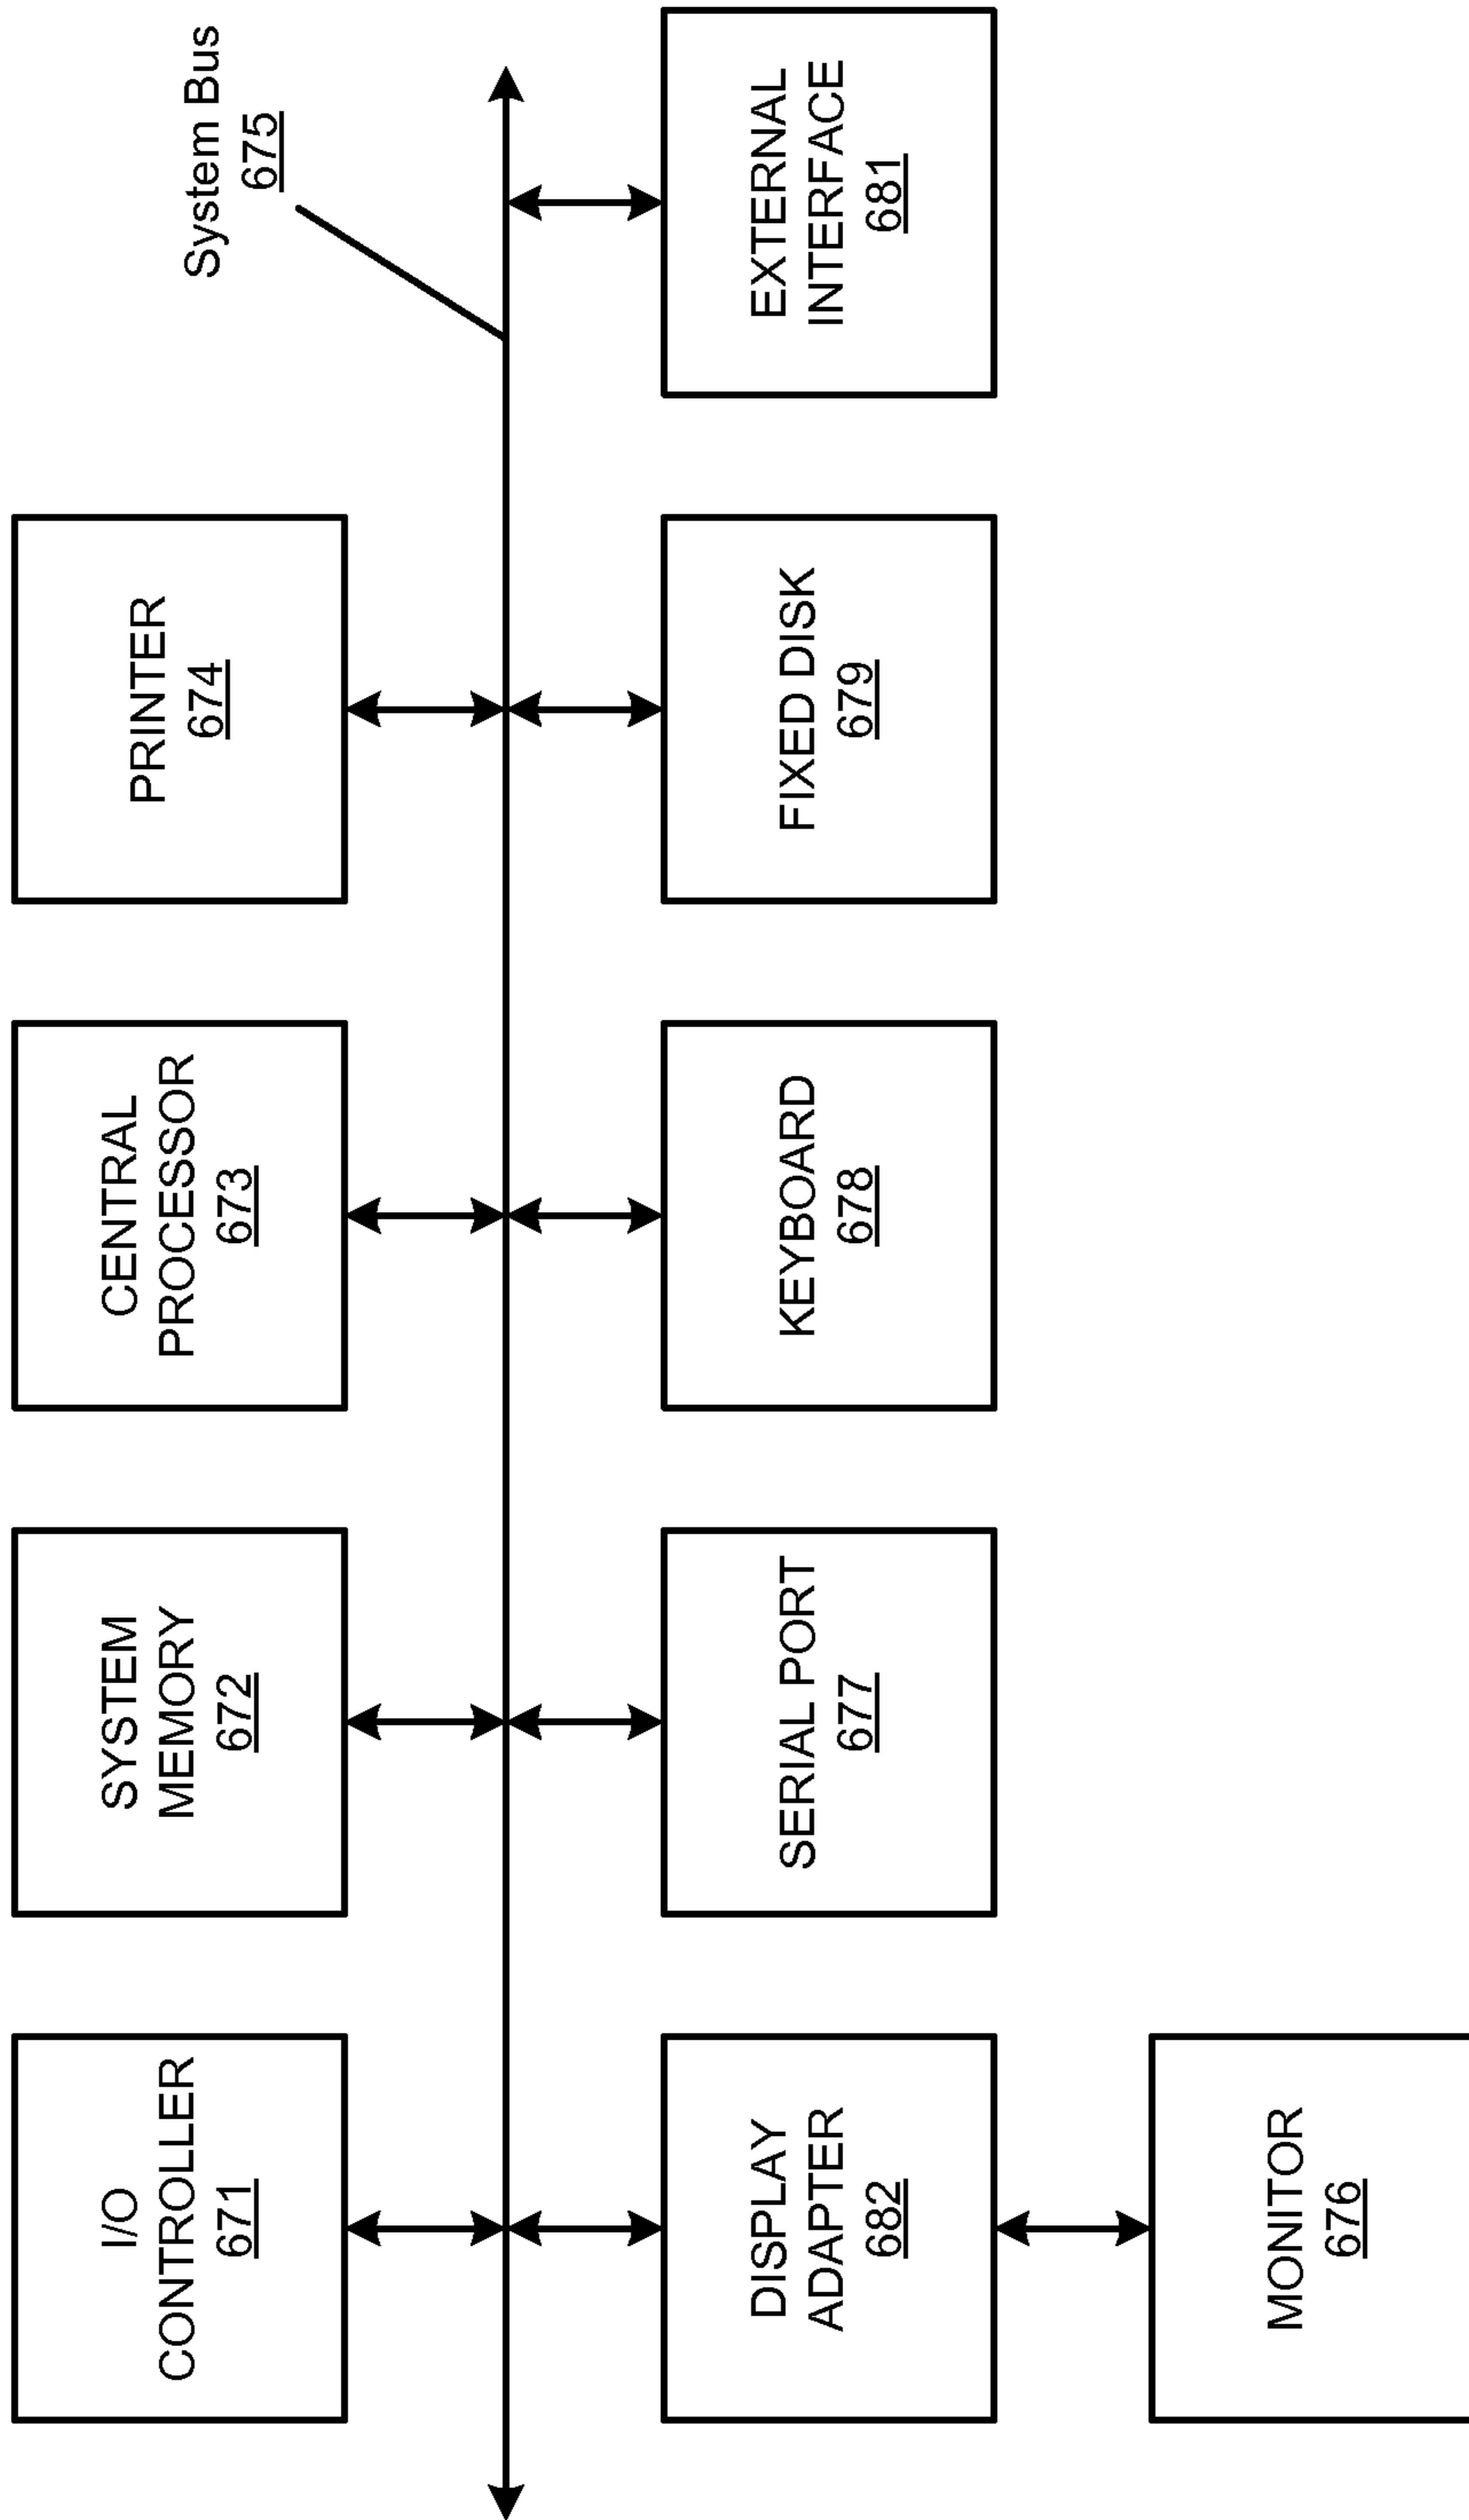 I/O
CONTROLLER
671
SYSTEM
MEMORY
672
CENTRAL
PROCESSOR
673
PRINTER
674
System Bus
675
DISPLAY
ADAPTER
682
SERIAL PORT
677
KEYBOARD
678
FIXED DISK
679
EXTERNAL
INTERFACE
681
MONITOR
676